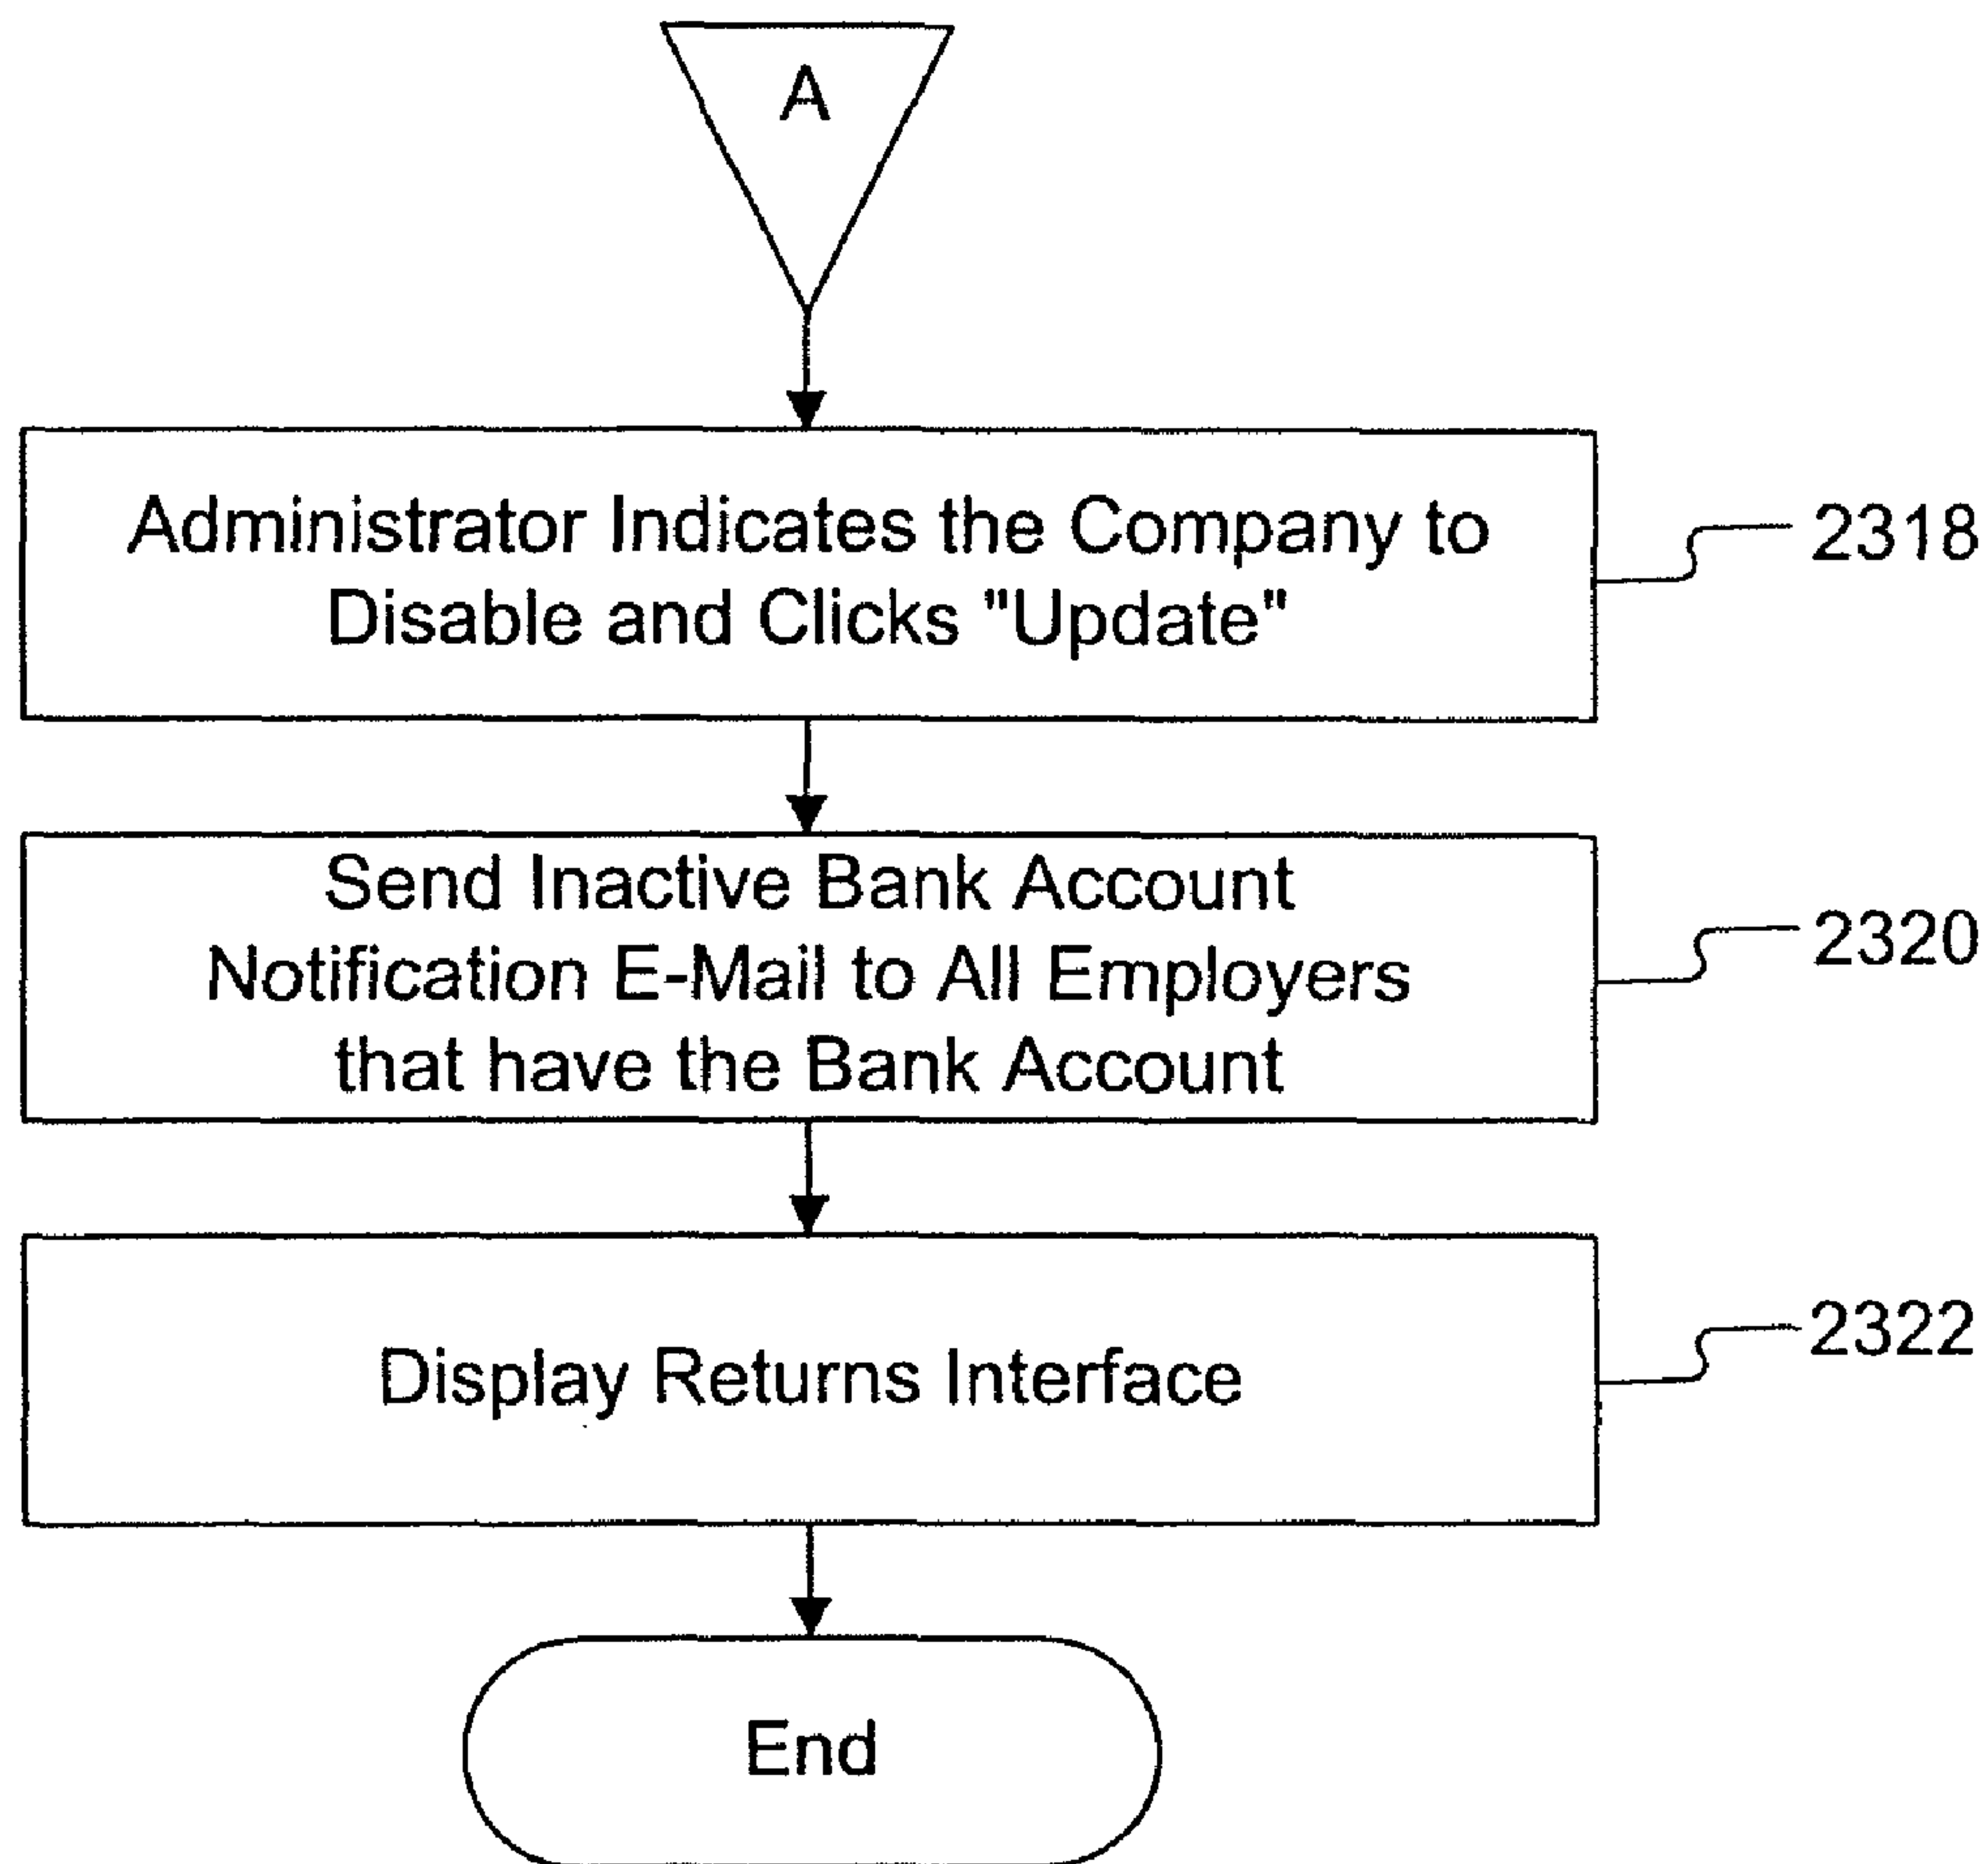 A
Administrator Indicates the Company to
Disable and Clicks "Update"
2318
Send Inactive Bank Account
Notification E-Mail to All Employers
that have the Bank Account
2320
Display Returns Interface
2322
End